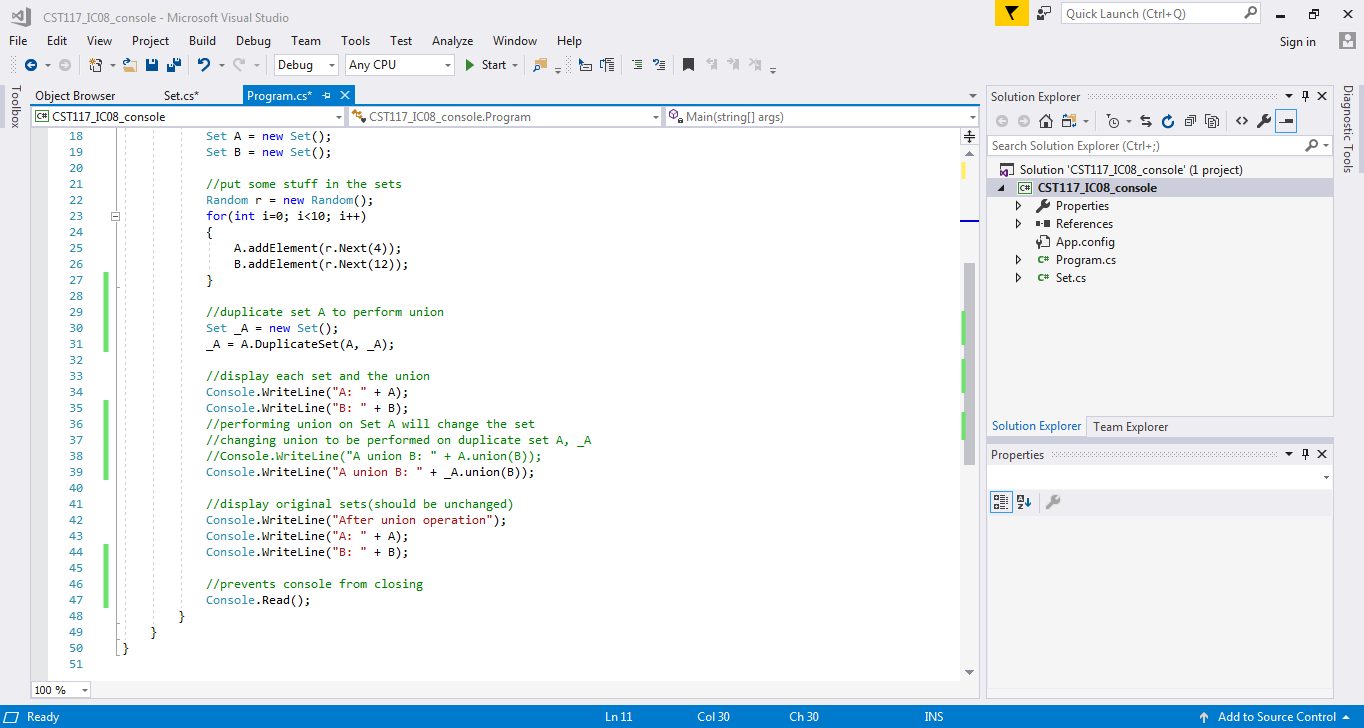 CST117_IC08_console - Microsoft Visual Studio
Quick Launch (Ctrl+Q)
File Edit View Project Build Debug Team Tools Test Analyze Window Help
Sign in
Debug Any CPU Start
Toolbox
Object Browser Set.cs* Program.cs*
CST117_IC08_console CST117_IC08_console.Program Main(string[] args)
18 Set A = new Set();
19 Set B = new Set();
20
21 //put some stuff in the sets
22 Random r = new Random();
23 for(int i=0; i<10; i++)
24 {
25 A.addElement(r.Next(4));
26 B.addElement(r.Next(12));
27 }
28
29 //duplicate set A to perform union
30 Set _A = new Set();
31 _A = A.DuplicateSet(A, _A);
32
33 //display each set and the union
34 Console.WriteLine("A: " + A);
35 Console.WriteLine("B: " + B);
36 //performing union on Set A will change the set
37 //changing union to be performed on duplicate set A, _A
38 //Console.WriteLine("A union B: " + A.union(B));
39 Console.WriteLine("A union B: " + _A.union(B));
40
41 //display original sets(should be unchanged)
42 Console.WriteLine("After union operation");
43 Console.WriteLine("A: " + A);
44 Console.WriteLine("B: " + B);
45
46 //prevents console from closing
47 Console.Read();
48 }
49 }
50 }
51
100 %
Solution Explorer
Search Solution Explorer (Ctrl+;)
Solution 'CST117_IC08_console' (1 project)
C# CST117_IC08_console
Properties
References
App.config
C# Program.cs
C# Set.cs
Solution Explorer Team Explorer
Properties
Diagnostic Tools
Ready Ln 11 Col 30 Ch 30 INS Add to Source Control